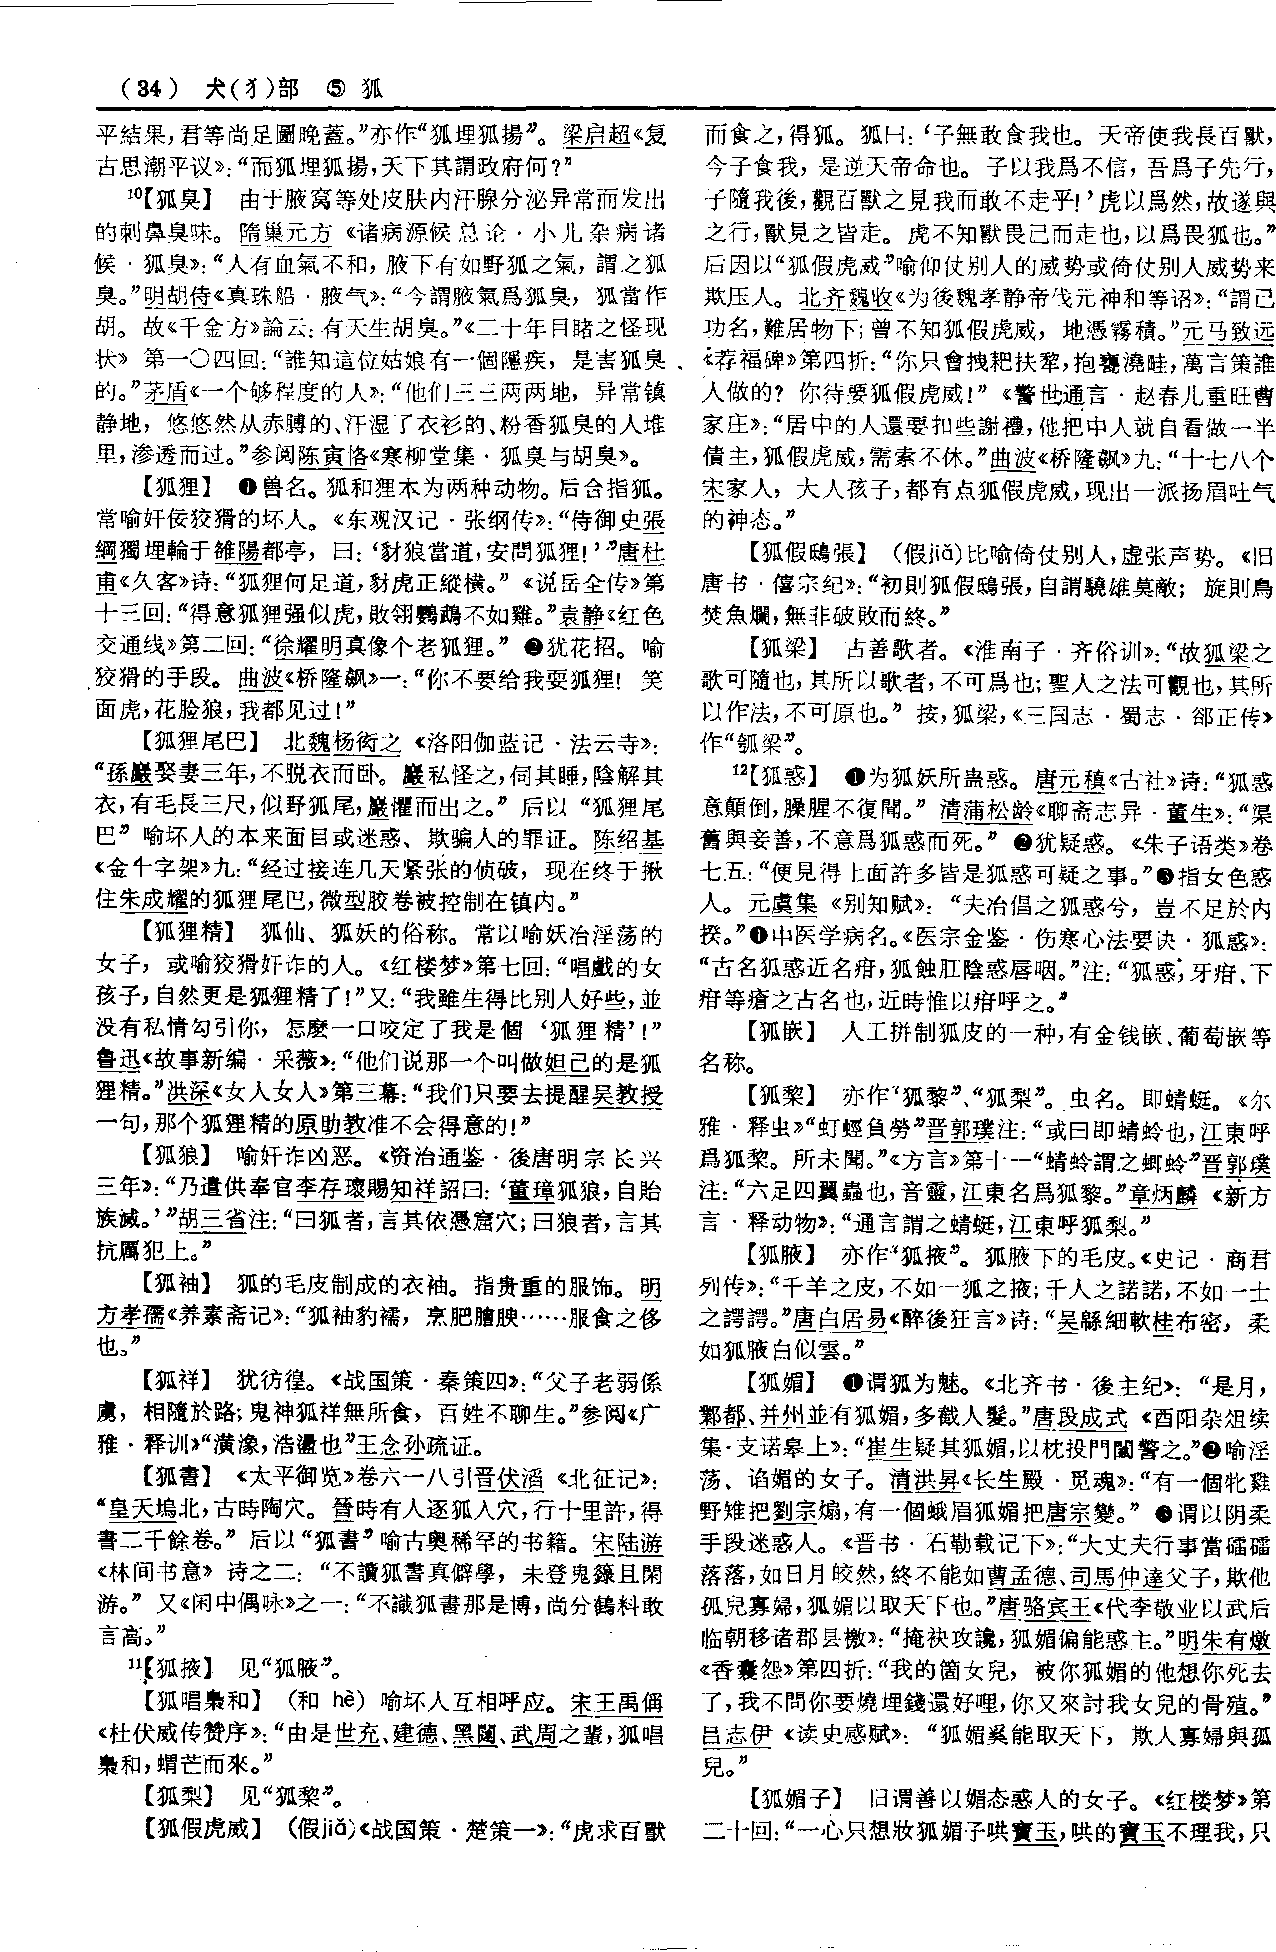 (34) 犬(犭)部 ⑤ 狐
平結果,君等尚足圖晚蓋。”亦作“狐埋狐揚”。梁启超《复
古思潮平议》:“而狐埋狐揚,天下其謂政府何?”
10【狐臭】 由于腋窝等处皮肤内汗腺分泌异常而发出
的刺鼻臭味。隋巢元方《诸病源候总论·小儿杂病诸
候·狐臭》:“人有血氣不和,腋下有如野狐之氣,謂之狐
臭。”明胡侍《真珠船·腋气》:“今謂腋氣爲狐臭,狐當作
胡。故《千金方》論云:有天生胡臭。”《二十年目睹之怪现
状》第一〇四回:“誰知這位姑娘有一個隱疾,是害狐臭
的。”茅盾《一个够程度的人》:“他们三三两两地,异常镇
静地,悠悠然从赤膊的、汗湿了衣衫的、粉香狐臭的人堆
里,渗透而过。”参阅陈寅恪《寒柳堂集·狐臭与胡臭》。
【狐狸】 ❶兽名。狐和狸本为两种动物。后合指狐。
常喻奸佞狡猾的坏人。《东观汉记·张纲传》:“侍御史張
綱獨埋輪于雒陽都亭,曰:‘豺狼當道,安問狐狸!’”唐杜
甫《久客》诗:“狐狸何足道,豺虎正縱橫。”《说岳全传》第
十三回:“得意狐狸强似虎,敗翎鸚鵡不如雞。”袁静《红色
交通线》第二回:“徐耀明真像个老狐狸。” ❷犹花招。喻
狡猾的手段。曲波《桥隆飙》一:“你不要给我耍狐狸!笑
面虎,花脸狼,我都见过!”
【狐狸尾巴】 北魏杨衒之《洛阳伽蓝记·法云寺》:
“孫巖娶妻三年,不脱衣而卧。巖私怪之,伺其睡,陰解其
衣,有毛長三尺,似野狐尾,巖懼而出之。”后以“狐狸尾
巴”喻坏人的本来面目或迷惑、欺骗人的罪证。陈绍基
《金牛字架》九:“经过接连几天紧张的侦破,现在终于揪
住朱成耀的狐狸尾巴,微型胶卷被控制在镇内。”
【狐狸精】 狐仙、狐妖的俗称。常以喻妖冶淫荡的
女子,或喻狡猾奸诈的人。《红楼梦》第七回:“唱戲的女
孩子,自然更是狐狸精了!”又:“我雖生得比别人好些,並
没有私情勾引你,怎麽一口咬定了我是個‘狐狸精’!”
鲁迅《故事新编·采薇》:“他们说那一个叫做妲己的是狐
狸精。”洪深《女人女人》第三幕:“我们只要去提醒吴教授
一句,那个狐狸精的原助教准不会得意的!”
【狐狼】 喻奸诈凶恶。《资治通鉴·後唐明宗长兴
三年》:“乃遣供奉官李存瓌賜知祥詔曰:‘董璋狐狼,自貽
族滅。’”胡三省注:“曰狐者,言其依憑窟穴;曰狼者,言其
抗厲犯上。”
【狐袖】 狐的毛皮制成的衣袖。指贵重的服饰。明
方孝孺《养素斋记》:“狐袖豹襦,烹肥膾腴……服食之侈
也。”
【狐祥】 犹彷徨。《战国策·秦策四》:“父子老弱係
虜,相隨於路;鬼神狐祥無所食,百姓不聊生。”参阅《广
雅·释训》“潢潒,浩盪也”王念孙疏证。
【狐書】 《太平御览》卷六一八引晋伏滔《北征记》:
“皇天塢北,古時陶穴。晉時有人逐狐入穴,行十里許,得
書二千餘卷。”后以“狐書”喻古奥稀罕的书籍。宋陆游
《林间书意》诗之二:“不讀狐書真僻學,未登鬼籙且閑
游。”又《闲中偶咏》之一:“不識狐書那是博,尚分鶴料敢
言高。”
11【狐掖】 见“狐腋”。
【狐唱梟和】 (和 hè)喻坏人互相呼应。宋王禹偁
《杜伏威传赞序》:“由是世充、建德、黑闥、武周之輩,狐唱
梟和,蝟芒而來。”
【狐梨】 见“狐黎”。
【狐假虎威】 (假jiǎ)《战国策·楚策一》:“虎求百獸
而食之,得狐。狐曰:‘子無敢食我也。天帝使我長百獸,
今子食我,是逆天帝命也。子以我爲不信,吾爲子先行,
子隨我後,觀百獸之見我而敢不走乎!’虎以爲然,故遂與
之行,獸見之皆走。虎不知獸畏己而走也,以爲畏狐也。”
后因以“狐假虎威”喻仰仗别人的威势或倚仗别人威势来
欺压人。北齐魏收《为後魏孝静帝伐元神和等诏》:“謂己
功名,難居物下;曾不知狐假虎威,地憑霧積。”元马致远
《荐福碑》第四折:“你只會拽耙扶犂,抱甕澆畦,萬言策誰
人做的?你待要狐假虎威!”《警世通言·赵春儿重旺曹
家庄》:“居中的人還要扣些謝禮,他把中人就自看做一半
債主,狐假虎威,需索不休。”曲波《桥隆飙》九:“十七八个
宋家人,大人孩子,都有点狐假虎威,现出一派扬眉吐气
的神态。”
【狐假鴟張】 (假jiǎ)比喻倚仗别人,虚张声势。《旧
唐书·僖宗纪》:“初則狐假鴟張,自謂驍雄莫敵;旋則鳥
焚魚爛,無非破敗而終。”
【狐梁】 古善歌者。《淮南子·齐俗训》:“故狐梁之
歌可隨也,其所以歌者,不可爲也;聖人之法可觀也,其所
以作法,不可原也。”按,狐梁,《三国志·蜀志·郤正传》
作“瓠梁”。
12【狐惑】 ❶为狐妖所蛊惑。唐元稹《古社》诗:“狐惑
意顛倒,臊腥不復聞。”清蒲松龄《聊斋志异·董生》:“渠
舊與妾善,不意爲狐惑而死。” ❷犹疑惑。《朱子语类》卷
七五:“便見得上面許多皆是狐惑可疑之事。”❸指女色惑
人。元虞集《别知赋》:“夫冶倡之狐惑兮,豈不足於内
揆。”❹中医学病名。《医宗金鉴·伤寒心法要诀·狐惑》:
“古名狐惑近名疳,狐蝕肛陰惑唇咽。”注:“狐惑,牙疳、下
疳等瘡之古名也,近時惟以疳呼之。”
【狐嵌】 人工拼制狐皮的一种,有金钱嵌、葡萄嵌等
名称。
【狐黎】 亦作“狐黎”、“狐梨”。虫名。即蜻蜓。《尔
雅·释虫》“虰蛵負勞”晋郭璞注:“或曰即蜻蛉也,江東呼
爲狐黎。所未聞。”《方言》第十一“蜻蛉謂之蝍蛉”晋郭璞
注:“六足四翼蟲也,音靈,江東名爲狐黎。”章炳麟《新方
言·释动物》:“通言謂之蜻蜓,江東呼狐梨。”
【狐腋】 亦作“狐掖”。狐腋下的毛皮。《史记·商君
列传》:“千羊之皮,不如一狐之掖;千人之諾諾,不如一士
之諤諤。”唐白居易《醉後狂言》诗:“吴緜細軟桂布密,柔
如狐腋白似雲。”
【狐媚】 ❶谓狐为魅。《北齐书·後主纪》:“是月,
鄴都、并州並有狐媚,多截人髮。”唐段成式《酉阳杂俎续
集·支诺皋上》:“崔生疑其狐媚,以枕投門闔警之。”❷喻淫
荡、谄媚的女子。清洪昇《长生殿·觅魂》:“有一個牝雞
野雉把劉宗煽,有一個蛾眉狐媚把唐宗變。” ❸谓以阴柔
手段迷惑人。《晋书·石勒载记下》:“大丈夫行事當礌礌
落落,如日月皎然,終不能如曹孟德、司馬仲達父子,欺他
孤兒寡婦,狐媚以取天下也。”唐骆宾王《代李敬业以武后
临朝移诸郡县檄》:“掩袂攻讒,狐媚偏能惑主。”明朱有燉
《香囊怨》第四折:“我的箇女兒,被你狐媚的他想你死去
了,我不問你要燒埋錢還好哩,你又來討我女兒的骨殖。”
吕志伊《读史感赋》:“狐媚奚能取天下,欺人寡婦與孤
兒。”
【狐媚子】 旧谓善以媚态惑人的女子。《红楼梦》第
二十回:“一心只想妝狐媚子哄寶玉,哄的寶玉不理我,只